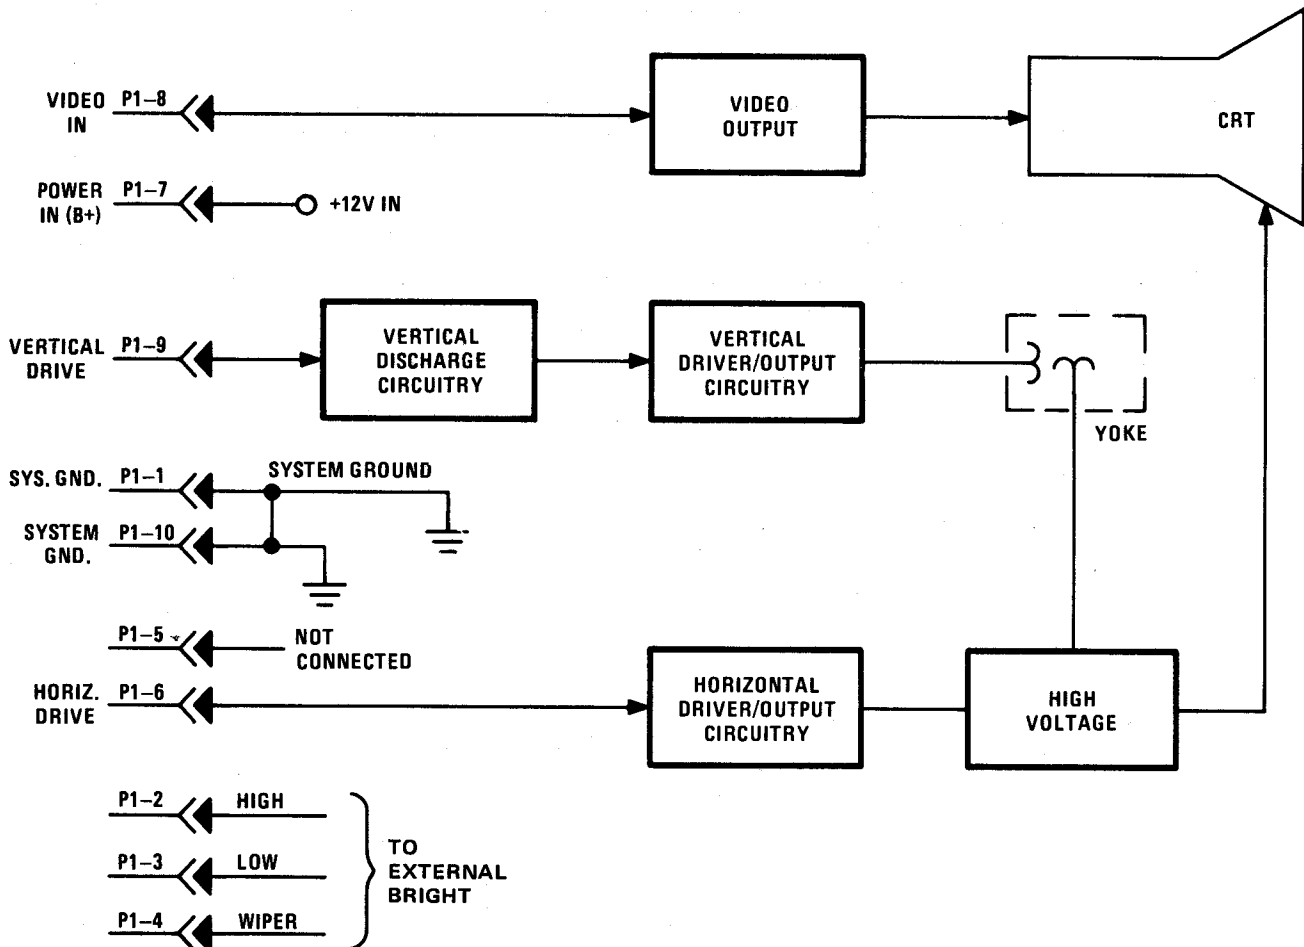 VIDEO
IN
P1–8
VIDEO
OUTPUT
CRT
POWER
IN (B+)
P1–7
+12V IN
VERTICAL
DRIVE
P1–9
VERTICAL
DISCHARGE
CIRCUITRY
VERTICAL
DRIVER/OUTPUT
CIRCUITRY
YOKE
SYS. GND.
P1–1
SYSTEM GROUND
SYSTEM
GND.
P1–10
P1–5
NOT
CONNECTED
HORIZ.
DRIVE
P1–6
HORIZONTAL
DRIVER/OUTPUT
CIRCUITRY
HIGH
VOLTAGE
P1–2
HIGH
P1–3
LOW
P1–4
WIPER
TO
EXTERNAL
BRIGHT